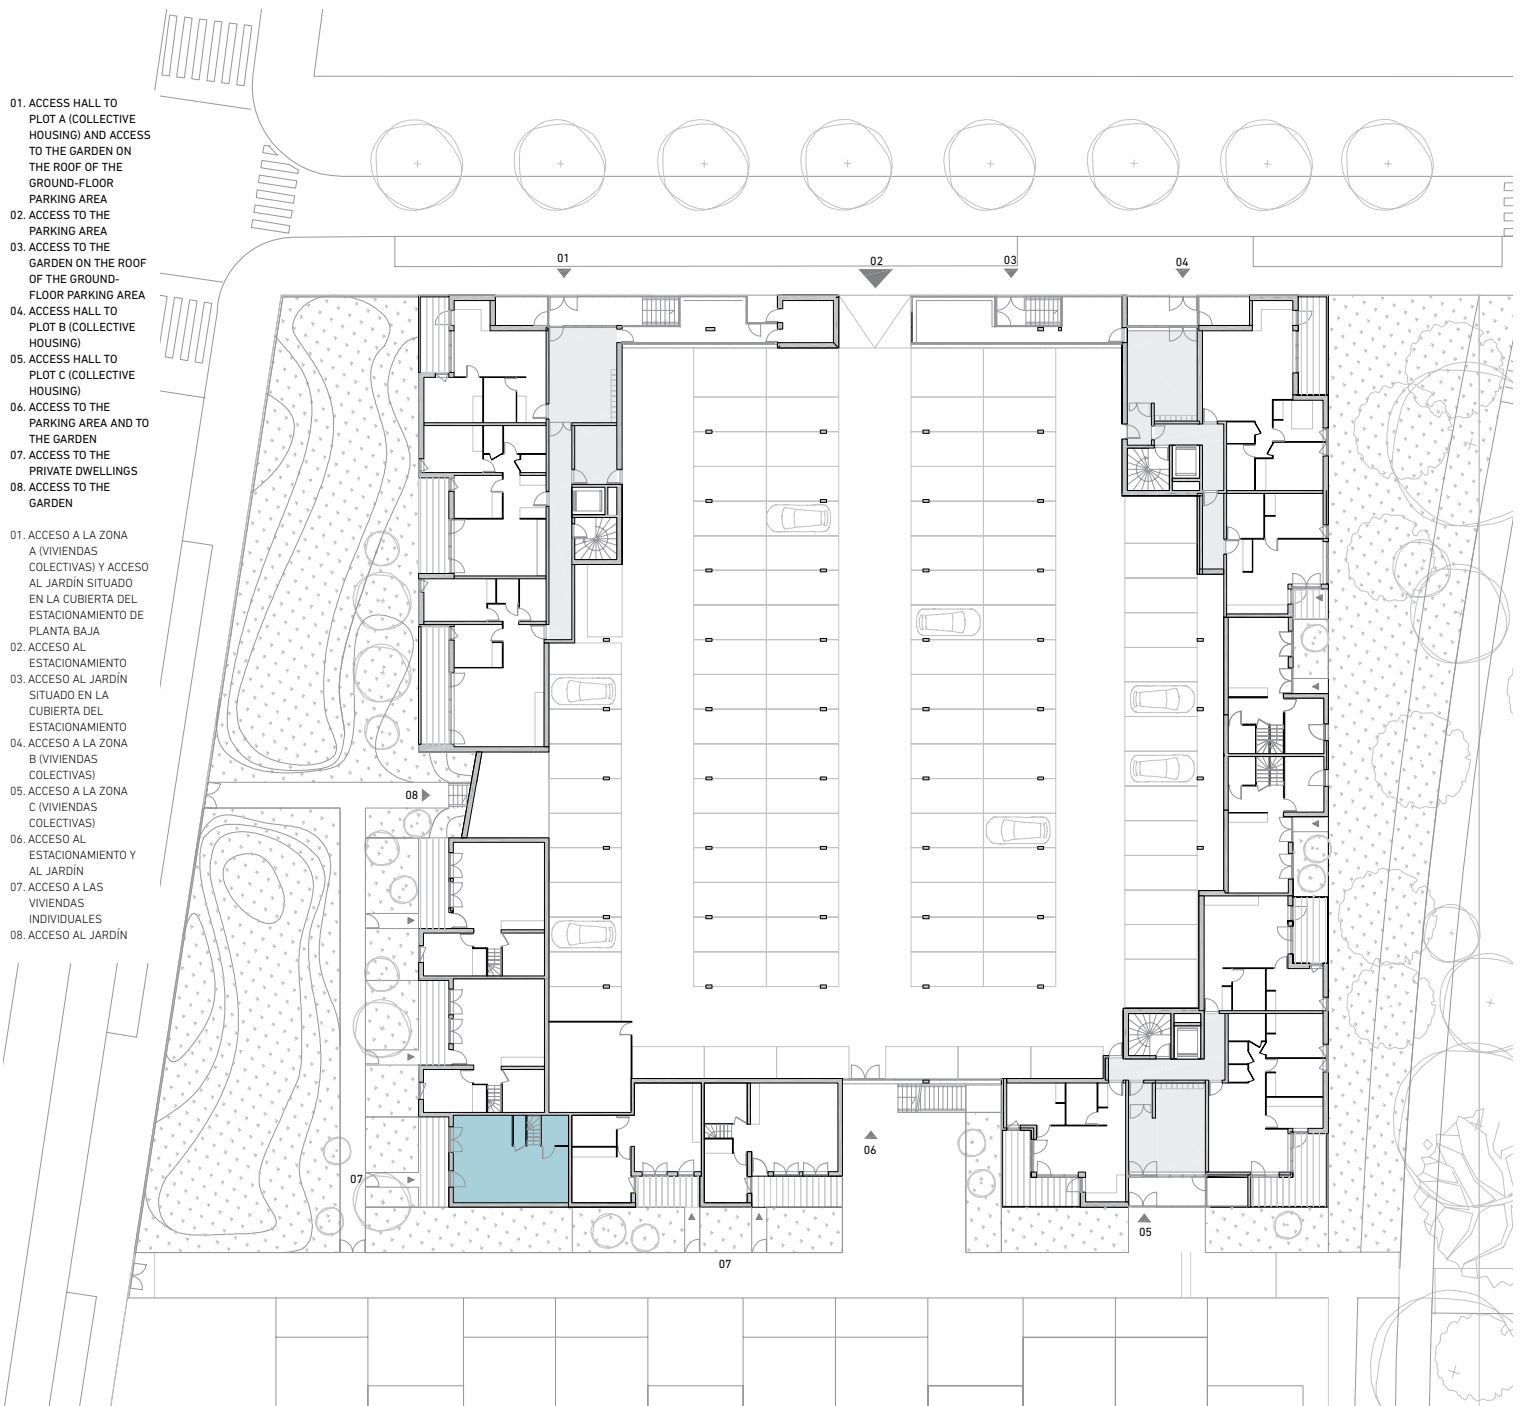 01. ACCESS HALL TO
PLOT A (COLLECTIVE
HOUSING) AND ACCESS
TO THE GARDEN ON
THE ROOF OF THE
GROUND-FLOOR
PARKING AREA
02. ACCESS TO THE
PARKING AREA
03. ACCESS TO THE
GARDEN ON THE ROOF
OF THE GROUND-
FLOOR PARKING AREA
04. ACCESS HALL TO
PLOT B (COLLECTIVE
HOUSING)
05. ACCESS HALL TO
PLOT C (COLLECTIVE
HOUSING)
06. ACCESS TO THE
PARKING AREA AND TO
THE GARDEN
07. ACCESS TO THE
PRIVATE DWELLINGS
08. ACCESS TO THE
GARDEN
01. ACCESO A LA ZONA
A (VIVIENDAS
COLECTIVAS) Y ACCESO
AL JARDÍN SITUADO
EN LA CUBIERTA DEL
ESTACIONAMIENTO DE
PLANTA BAJA
02. ACCESO AL
ESTACIONAMIENTO
03. ACCESO AL JARDÍN
SITUADO EN LA
CUBIERTA DEL
ESTACIONAMIENTO
04. ACCESO A LA ZONA
B (VIVIENDAS
COLECTIVAS)
05. ACCESO A LA ZONA
C (VIVIENDAS
COLECTIVAS)
06. ACCESO AL
ESTACIONAMIENTO Y
AL JARDÍN
07. ACCESO A LAS
VIVIENDAS
INDIVIDUALES
08. ACCESO AL JARDÍN
01
02
03
04
08
06
07
05
07